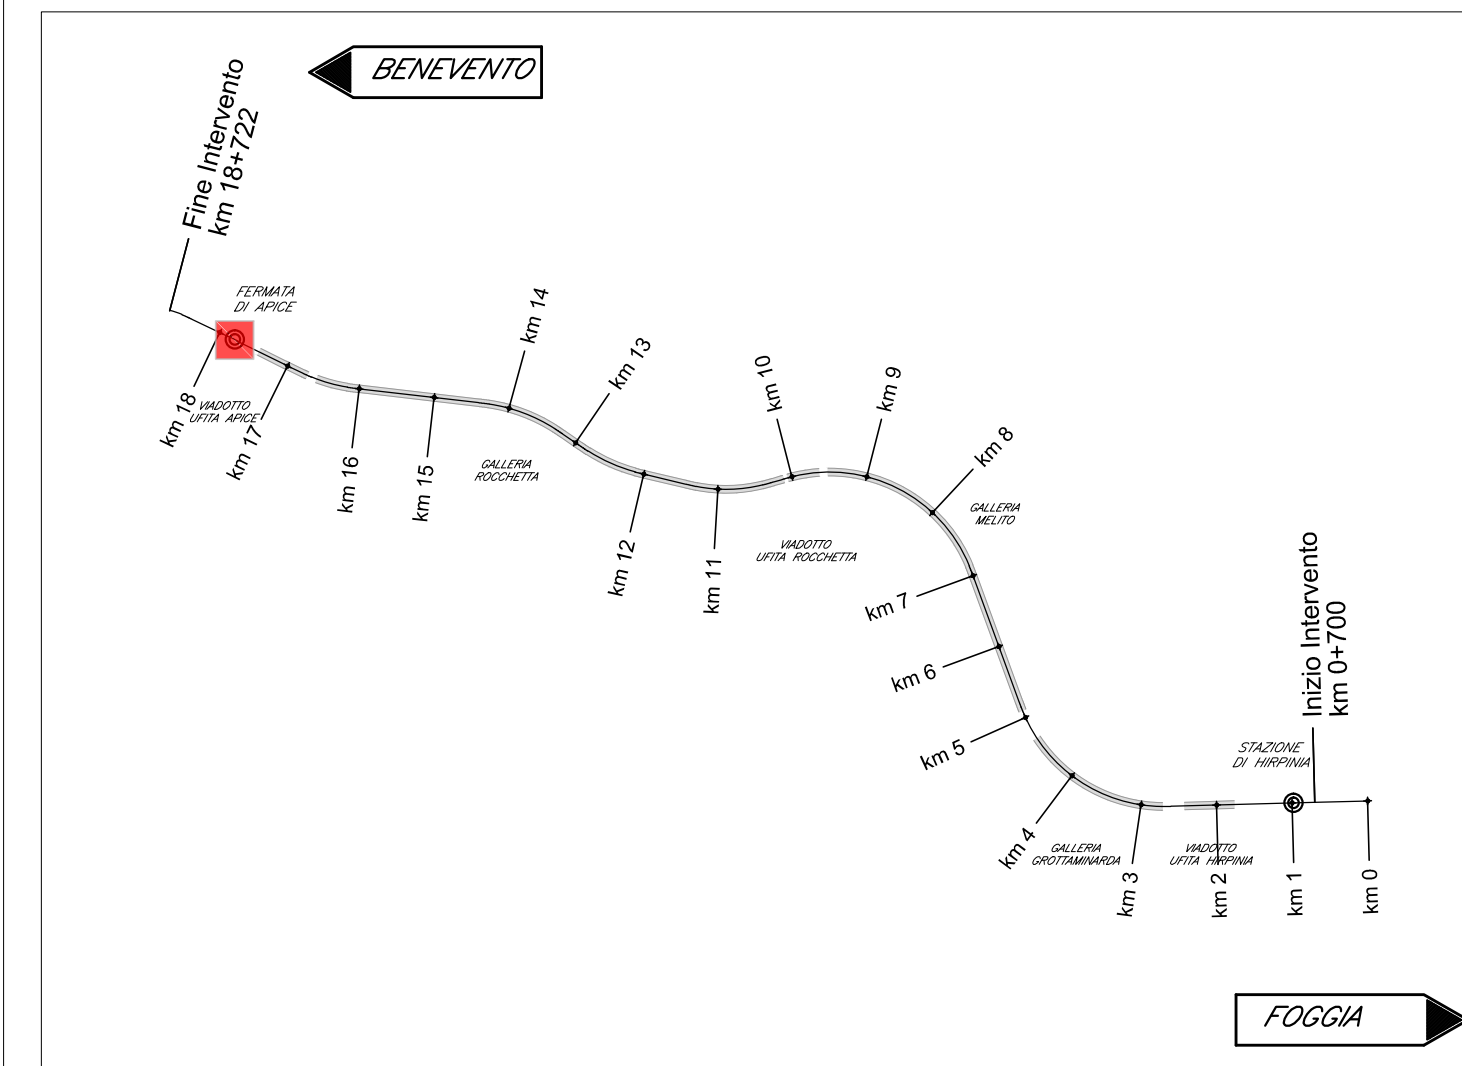 BENEVENTO
Fine Intervento
km 18+722
FERMATA
DI APICE
km 18
VIADOTTO
UFITA APICE
km 17
km 16
km 15
km 14
GALLERIA
ROCCHETTA
km 13
km 12
km 11
km 10
VIADOTTO
UFITA ROCCHETTA
km 9
km 8
GALLERIA
MELITO
km 7
km 6
km 5
km 4
GALLERIA
GROTTAMINARDA
km 3
VIADOTTO
UFITA HIRPINIA
km 2
STAZIONE
DI HIRPINIA
Inizio Intervento
km 0+700
km 1
km 0
FOGGIA